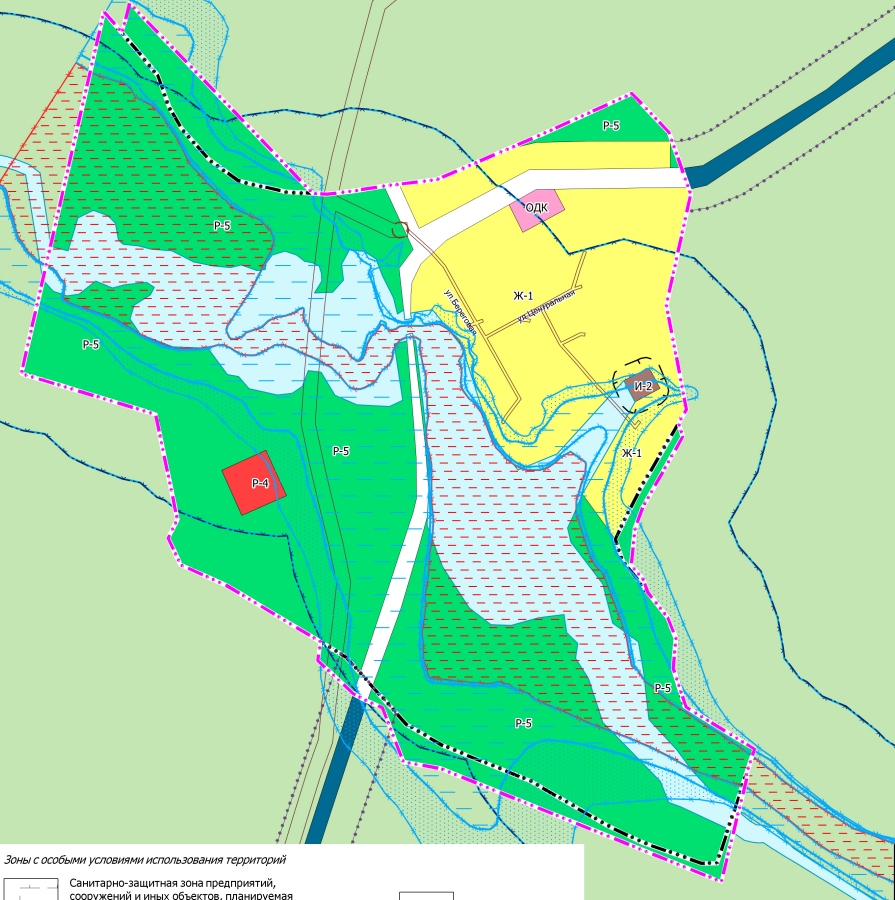 Р-5
ОДК
Р-5
Ж-1
ул.Береговая
ул.Центральная
Р-5
И-2
Р-5
Ж-1
Р-4
Р-5
Р-5
Зоны с особыми условиями использования территорий
Санитарно-защитная зона предприятий,
сооружений и иных объектов, планируемая